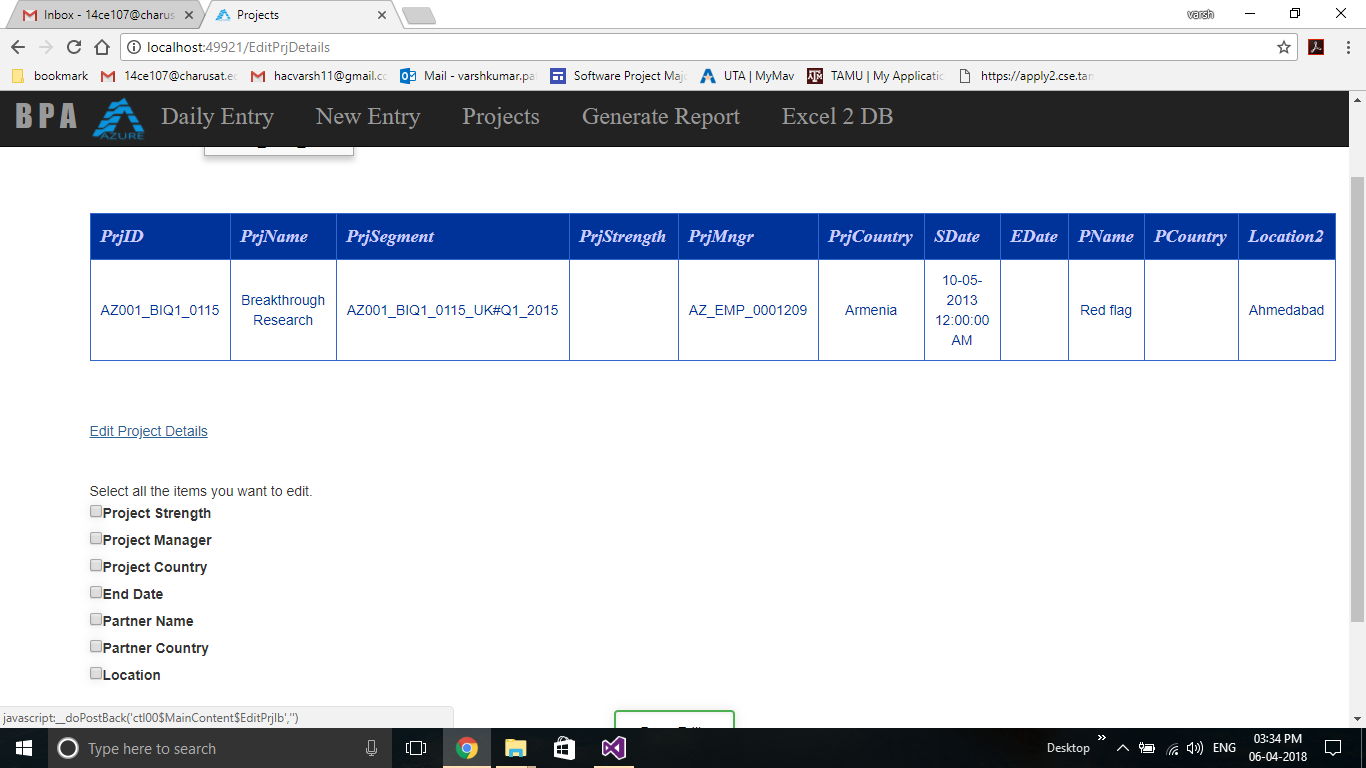 Inbox - 14ce107@charus
Projects
varsh
localhost:49921/EditPrjDetails
bookmark
14ce107@charusat.ec
hacvarsh11@gmail.cc
Mail - varshkumar.pa
Software Project Maj
UTA | MyMav
TAMU | My Applicatic
https://apply2.cse.tan
BPA
AZURE
Daily Entry
New Entry
Projects
Generate Report
Excel 2 DB
PrjID PrjName PrjSegment PrjStrength PrjMngr PrjCountry SDate EDate PName PCountry Location2
AZ001_BIQ1_0115
Breakthrough
Research
AZ001_BIQ1_0115_UK#Q1_2015
AZ_EMP_0001209
Armenia
10-05-
2013
12:00:00
AM
Red flag
Ahmedabad
Edit Project Details
Select all the items you want to edit.
Project Strength
Project Manager
Project Country
End Date
Partner Name
Partner Country
Location
javascript:__doPostBack('ctl00$MainContent$EditPrjlb','')
Type here to search
Desktop
ENG
03:34 PM
06-04-2018